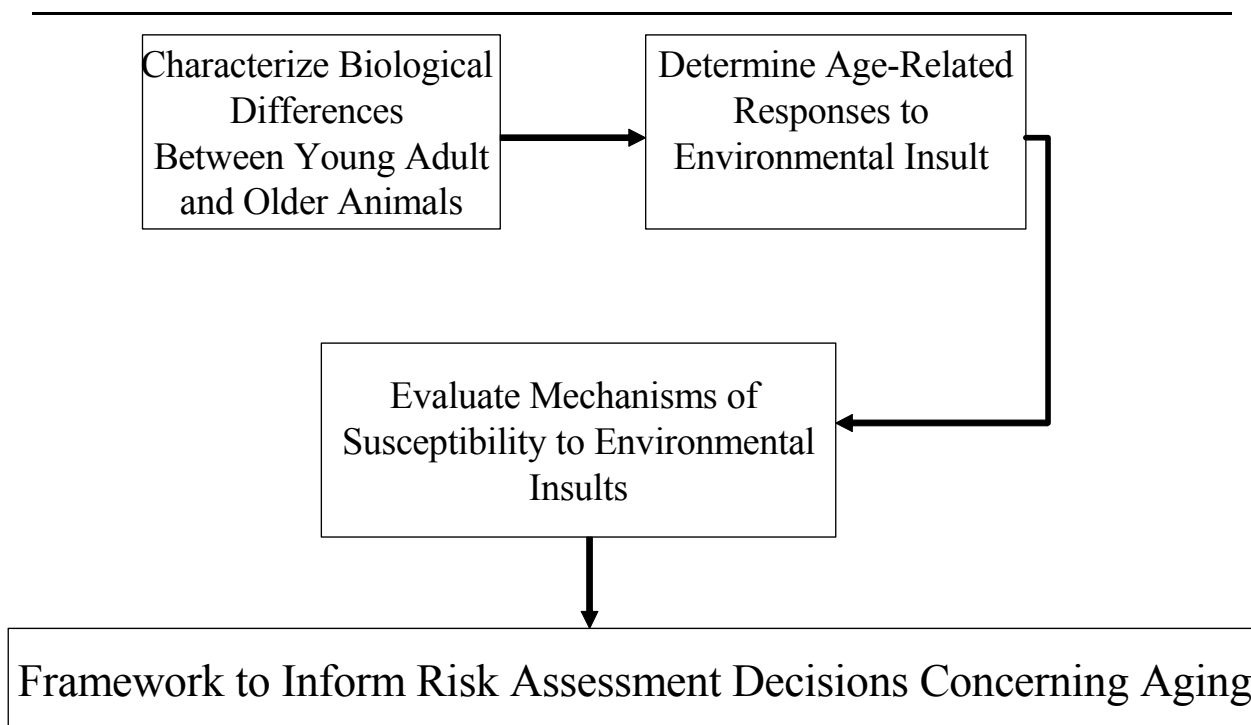 Characterize Biological
Differences
Between Young Adult
and Older Animals
Determine Age-Related
Responses to
Environmental Insult
Evaluate Mechanisms of
Susceptibility to Environmental
Insults
Framework to Inform Risk Assessment Decisions Concerning Aging